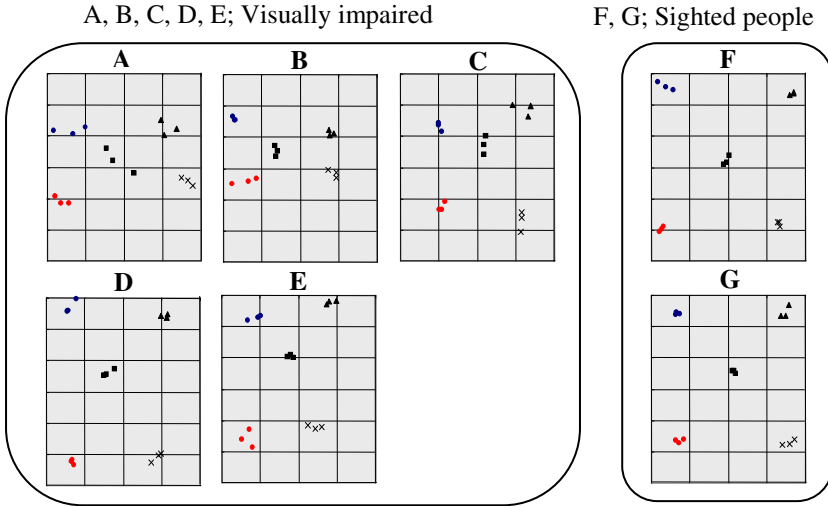 A, B, C, D, E; Visually impaired
F, G; Sighted people
A
B
C
F
D
E
G